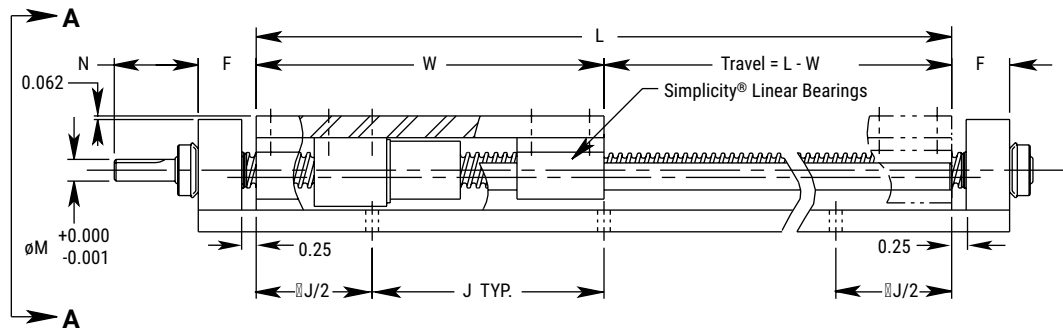 A
L
N F W Travel = L - W F
0.062
Simplicity® Linear Bearings
øM +0.000
-0.001
0.25 0.25
J/2 J TYP. J/2
A